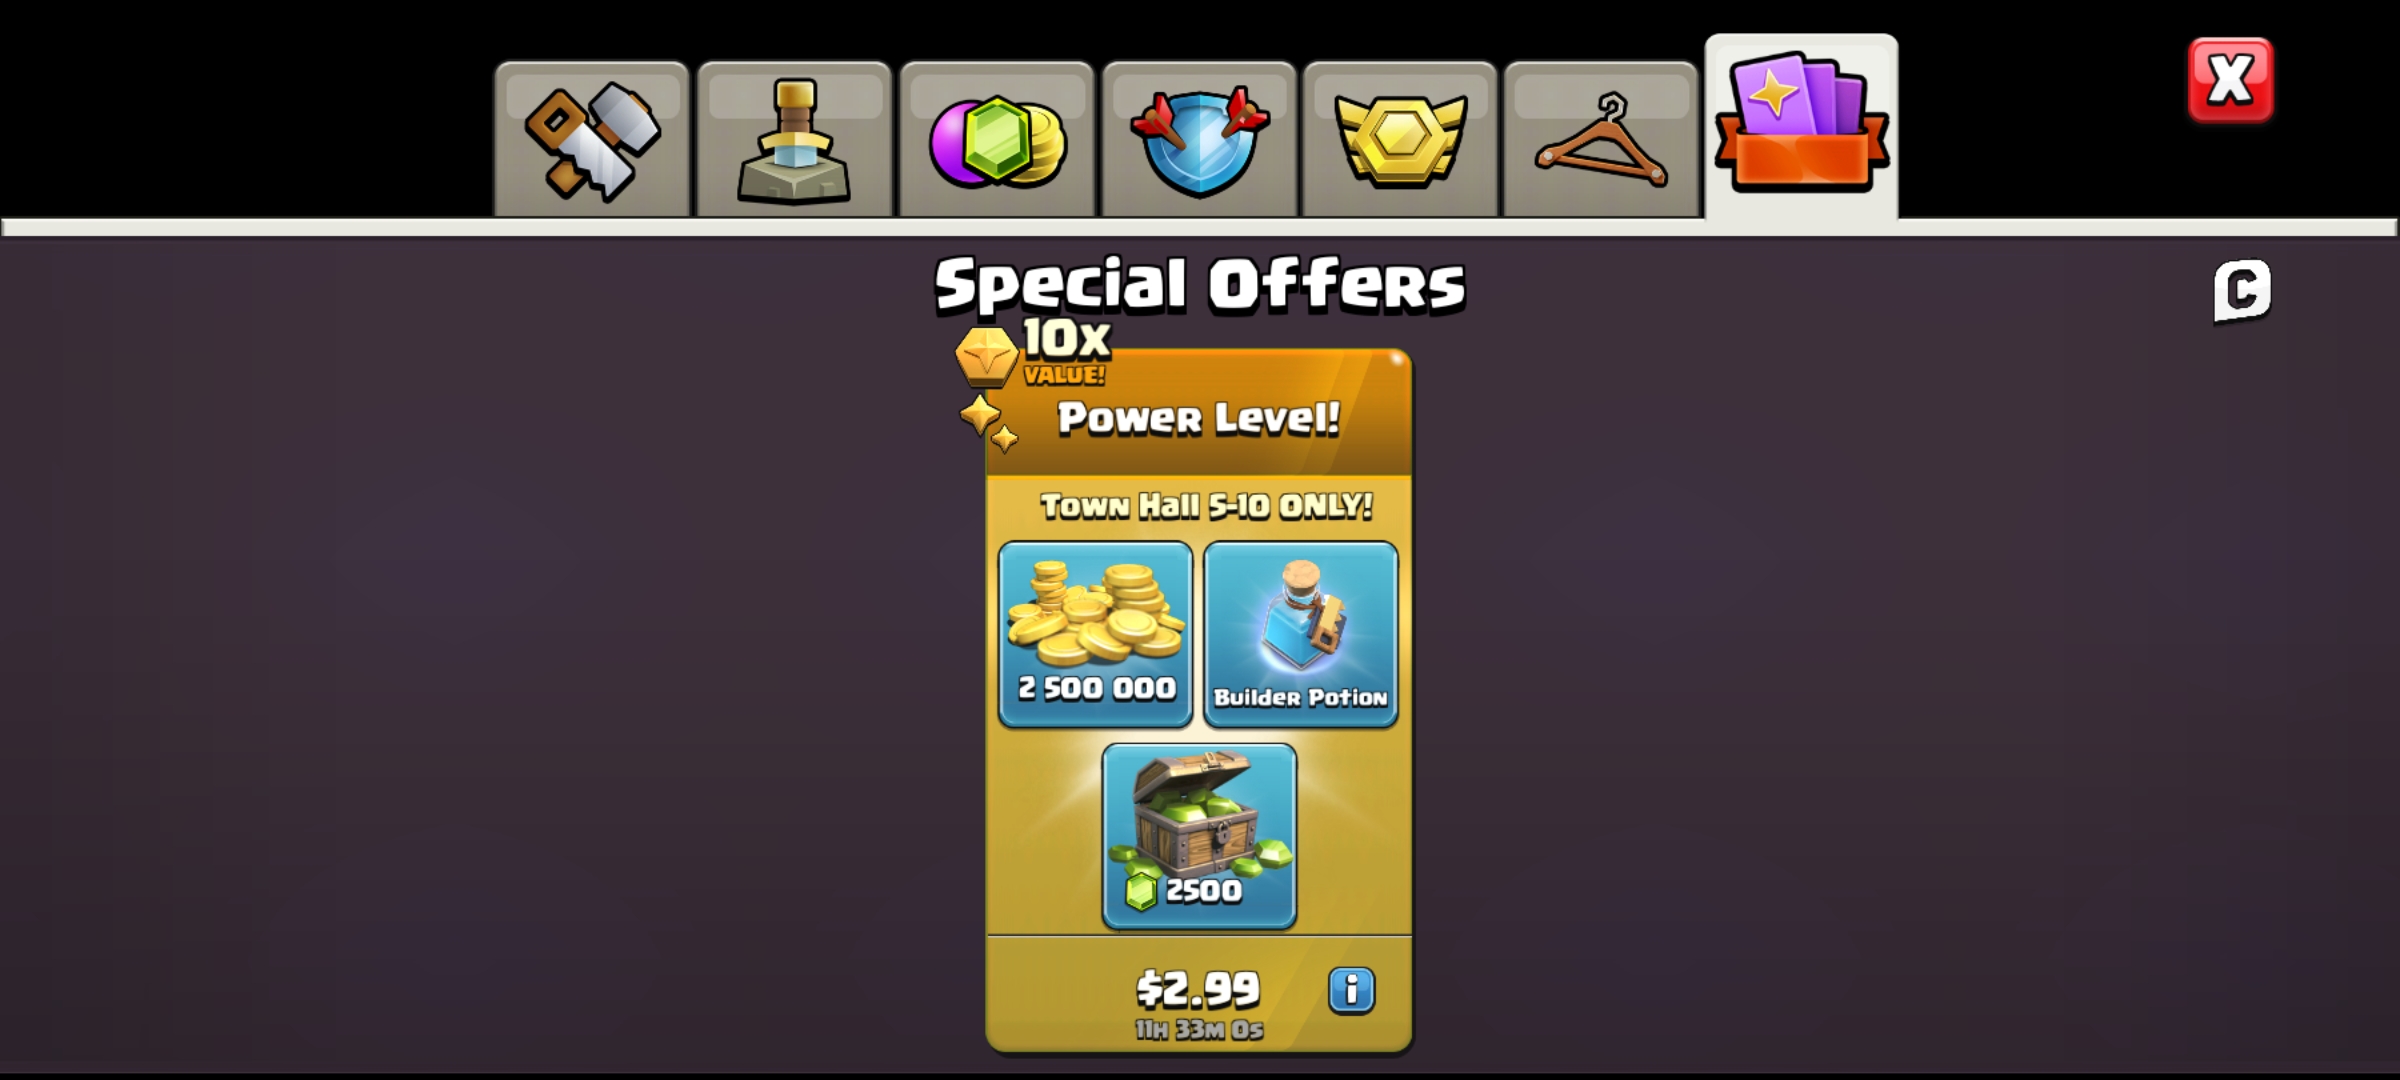 X
Special Offers
C
10x
VALUE!
Power Level!
Town Hall 5-10 ONLY!
2 500 000
Builder Potion
2500
$2.99
i
11H 33M 0s